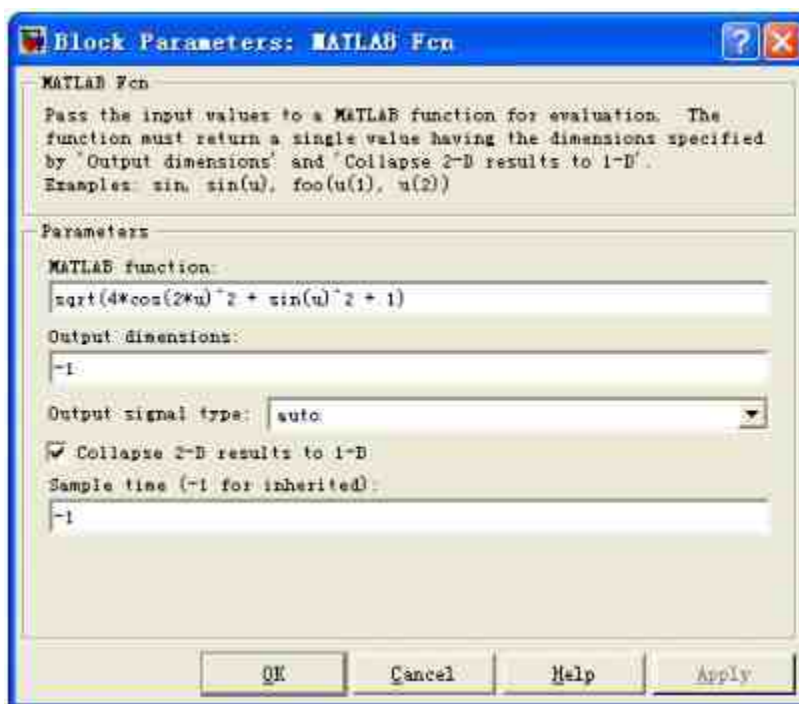 Block Parameters: MATLAB Fcn
MATLAB Fcn
Pass the input values to a MATLAB function for evaluation. The
function must return a single value having the dimensions specified
by 'Output dimensions' and 'Collapse 2-D results to 1-D'.
Examples: sin, sin(u), foo(u(1), u(2))
Parameters
MATLAB function:
sqrt(4*cos(2*u)^2 + sin(u)^2 + 1)
Output dimensions:
-1
Output signal type: auto
Collapse 2-D results to 1-D
Sample time (-1 for inherited):
-1
OK Cancel Help Apply